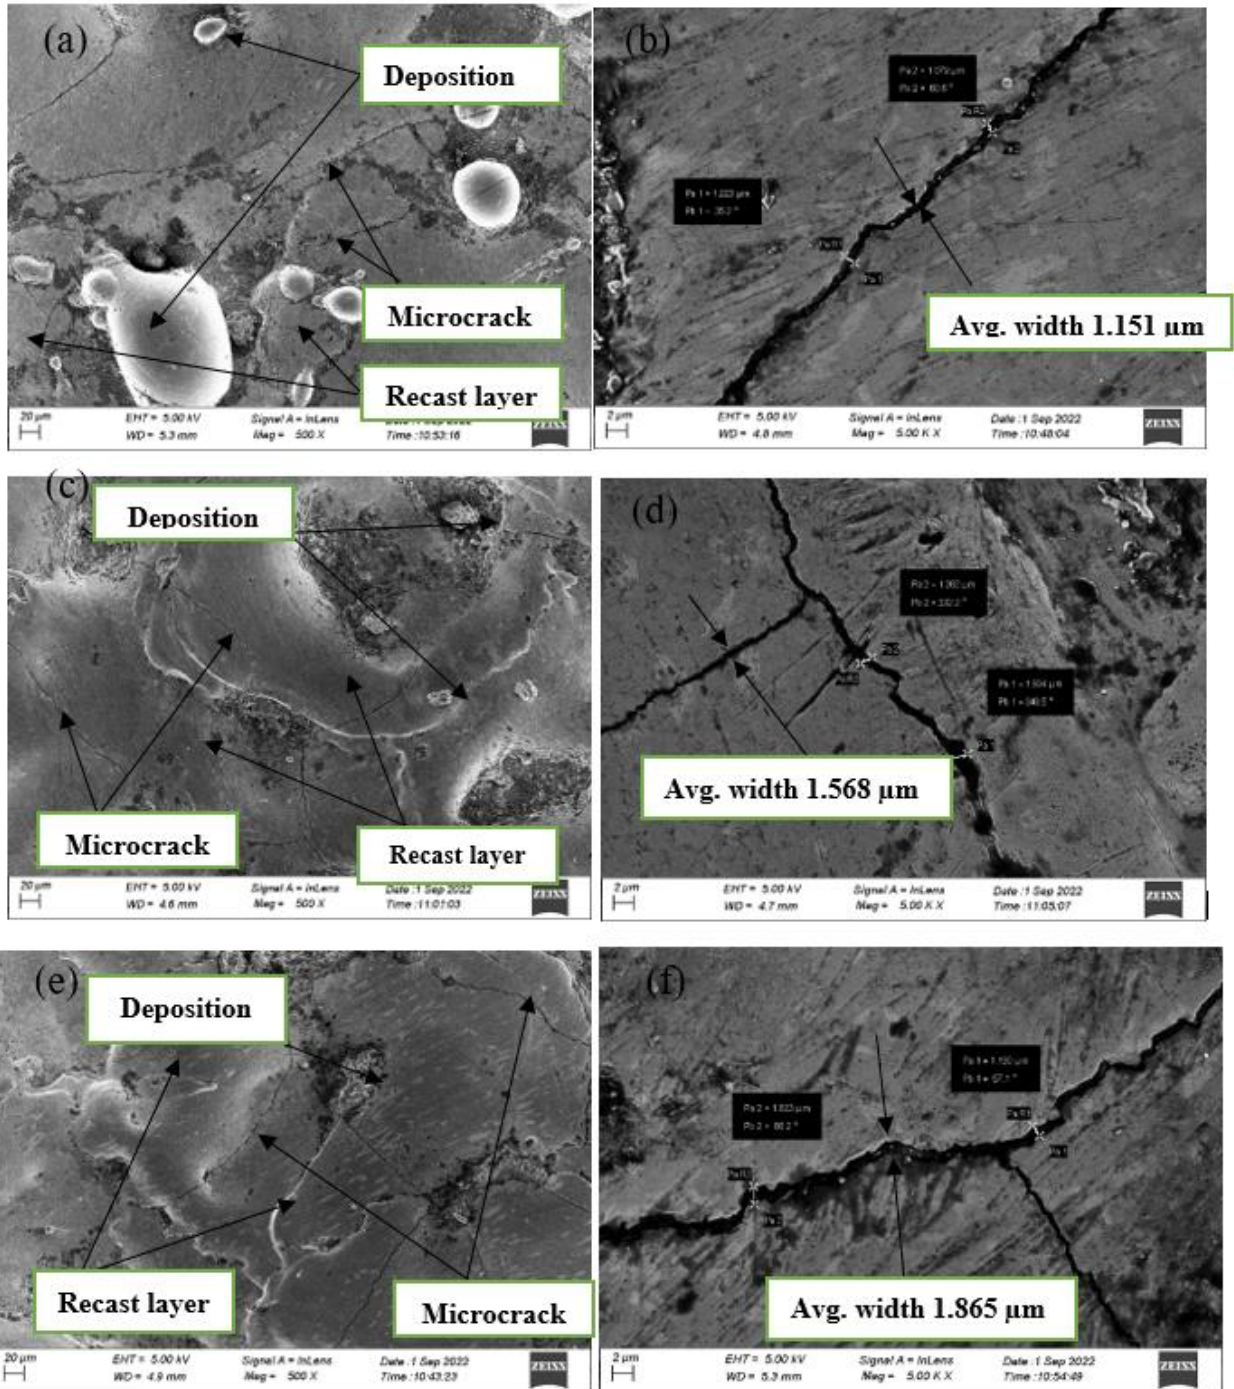 (a)
Deposition
Microcrack
Recast layer
20 µm
EHT = 5.00 kV
Signal A = InLens
WD = 5.3 mm
Mag = 500 X
Time :10:53:16
ZEISS
(b)
Avg. width 1.151 µm
2 µm
EHT = 5.00 kV
Signal A = InLens
Date :1 Sep 2022
WD = 4.8 mm
Mag = 5.00 K X
Time :10:48:04
ZEISS
(c)
Deposition
Microcrack
Recast layer
20 µm
EHT = 5.00 kV
Signal A = InLens
Date :1 Sep 2022
WD = 4.6 mm
Mag = 500 X
Time :11:01:03
ZEISS
(d)
Avg. width 1.568 µm
2 µm
EHT = 5.00 kV
Signal A = InLens
Date :1 Sep 2022
WD = 4.7 mm
Mag = 5.00 K X
Time :11:05:07
ZEISS
(e)
Deposition
Recast layer
Microcrack
20 µm
EHT = 5.00 kV
Signal A = InLens
Date :1 Sep 2022
WD = 4.9 mm
Mag = 500 X
Time :10:43:23
ZEISS
(f)
Avg. width 1.865 µm
2 µm
EHT = 5.00 kV
Signal A = InLens
Date :1 Sep 2022
WD = 5.3 mm
Mag = 5.00 K X
Time :10:54:49
ZEISS